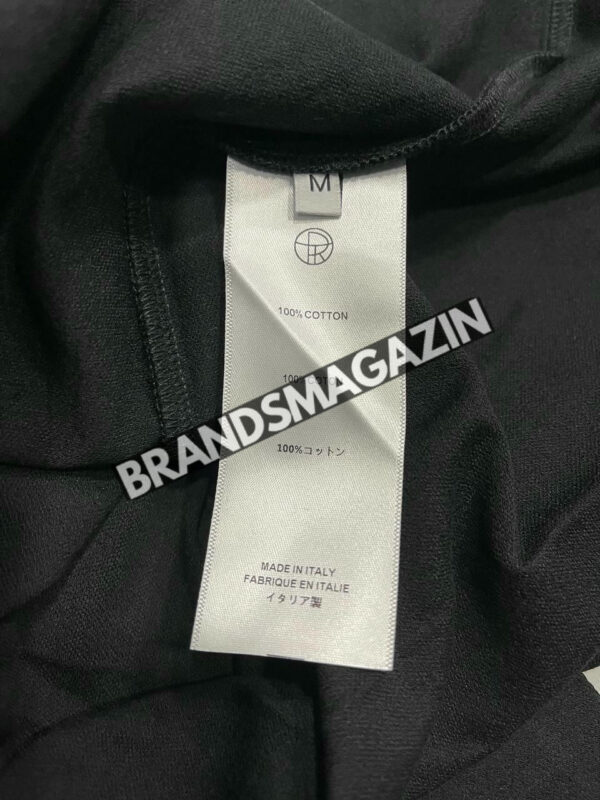 M
100% COTTON
BRANDSMAGAZIN
100%
100%コットン
MADE IN ITALY
FABRIQUE EN ITALIE
イタリア製